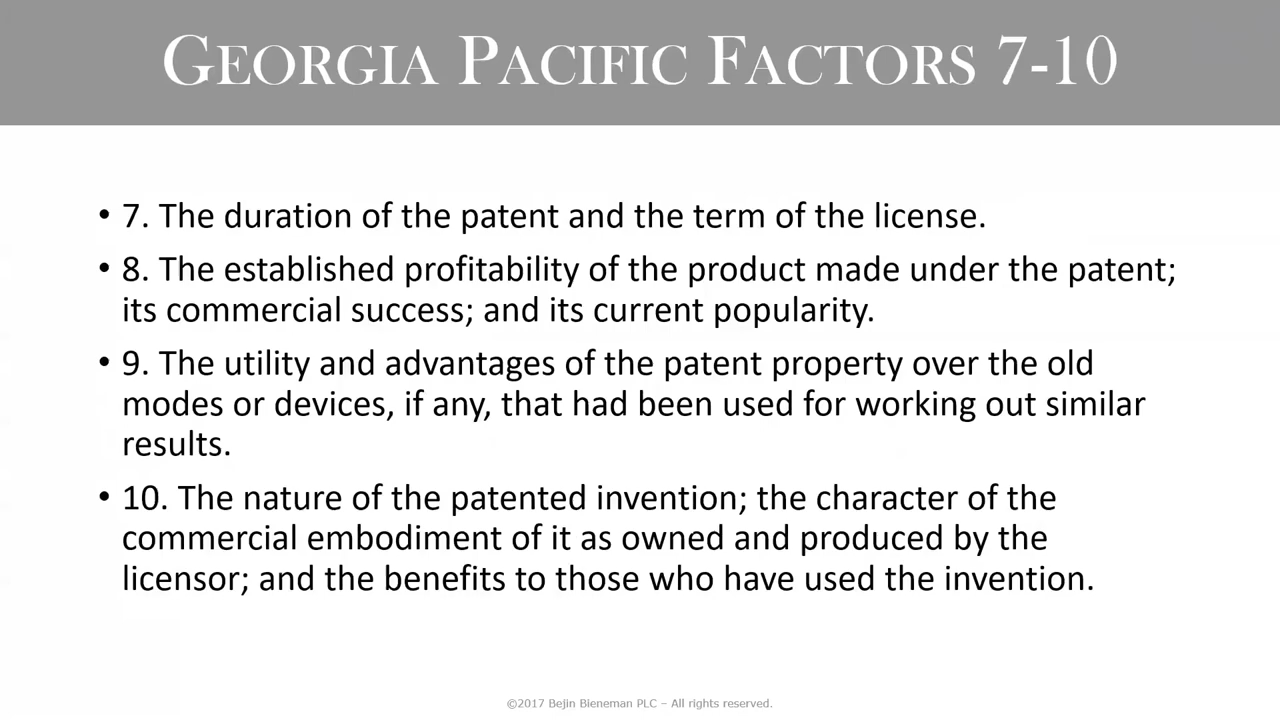 GEORGIA PACIFIC FACTORS 7-10
• 7. The duration of the patent and the term of the license.
• 8. The established profitability of the product made under the patent;
its commercial success; and its current popularity.
• 9. The utility and advantages of the patent property over the old
modes or devices, if any, that had been used for working out similar
results.
• 10. The nature of the patented invention; the character of the
commercial embodiment of it as owned and produced by the
licensor; and the benefits to those who have used the invention.
©2017 Bejin Bieneman PLC – All rights reserved.